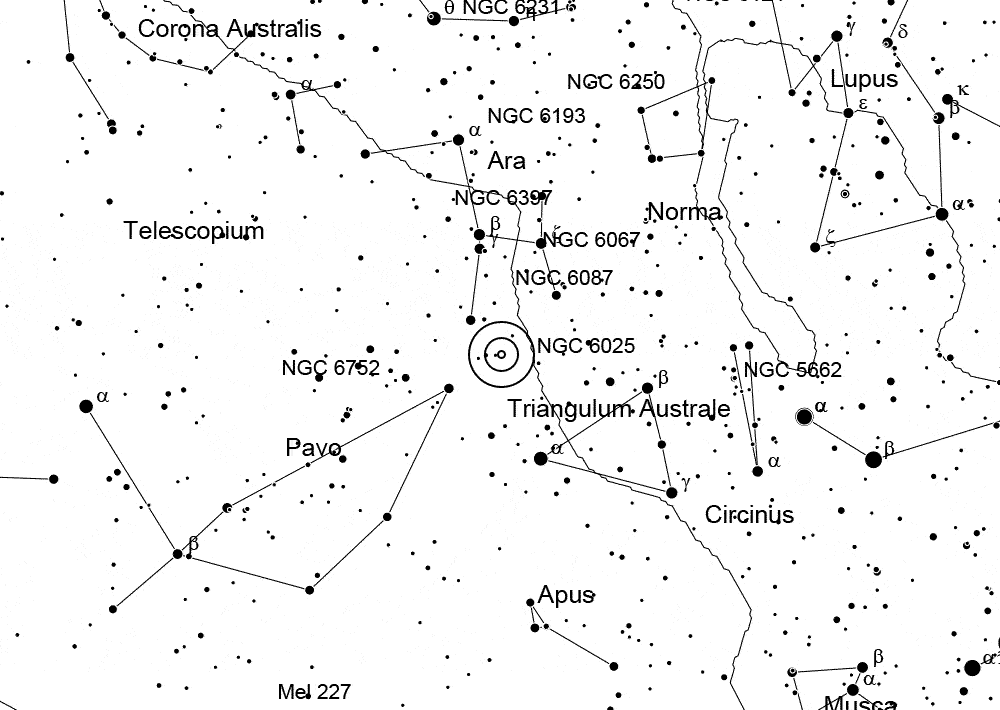 θ NGC 6231 η
Corona Australis
γ
δ
NGC 6250
Lupus
α
κ
ε
β
NGC 6193
α
Ara
NGC 6397
Norma
α
β
γ
ζ
NGC 6067
ζ
Telescopium
NGC 6087
NGC 6025
NGC 6752
NGC 5662
β
α
Triangulum Australe
α
Pavo
α
β
α
γ
Circinus
β
Apus
β
α
α
Mel 227
Musca